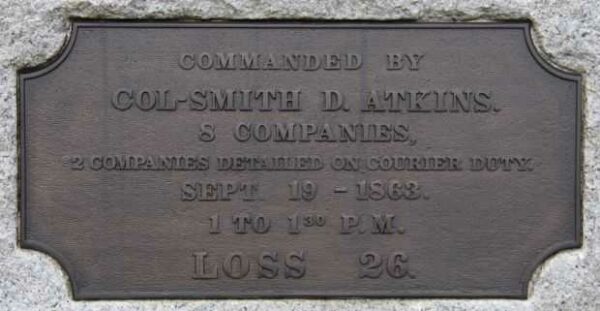 COMMANDED BY
COL-SMITH D. ATKINS.
8 COMPANIES,
2 COMPANIES DETAILED ON COURIER DUTY.
SEPT. 19 - 1863.
1 TO 1³⁰ P.M.
LOSS 26.